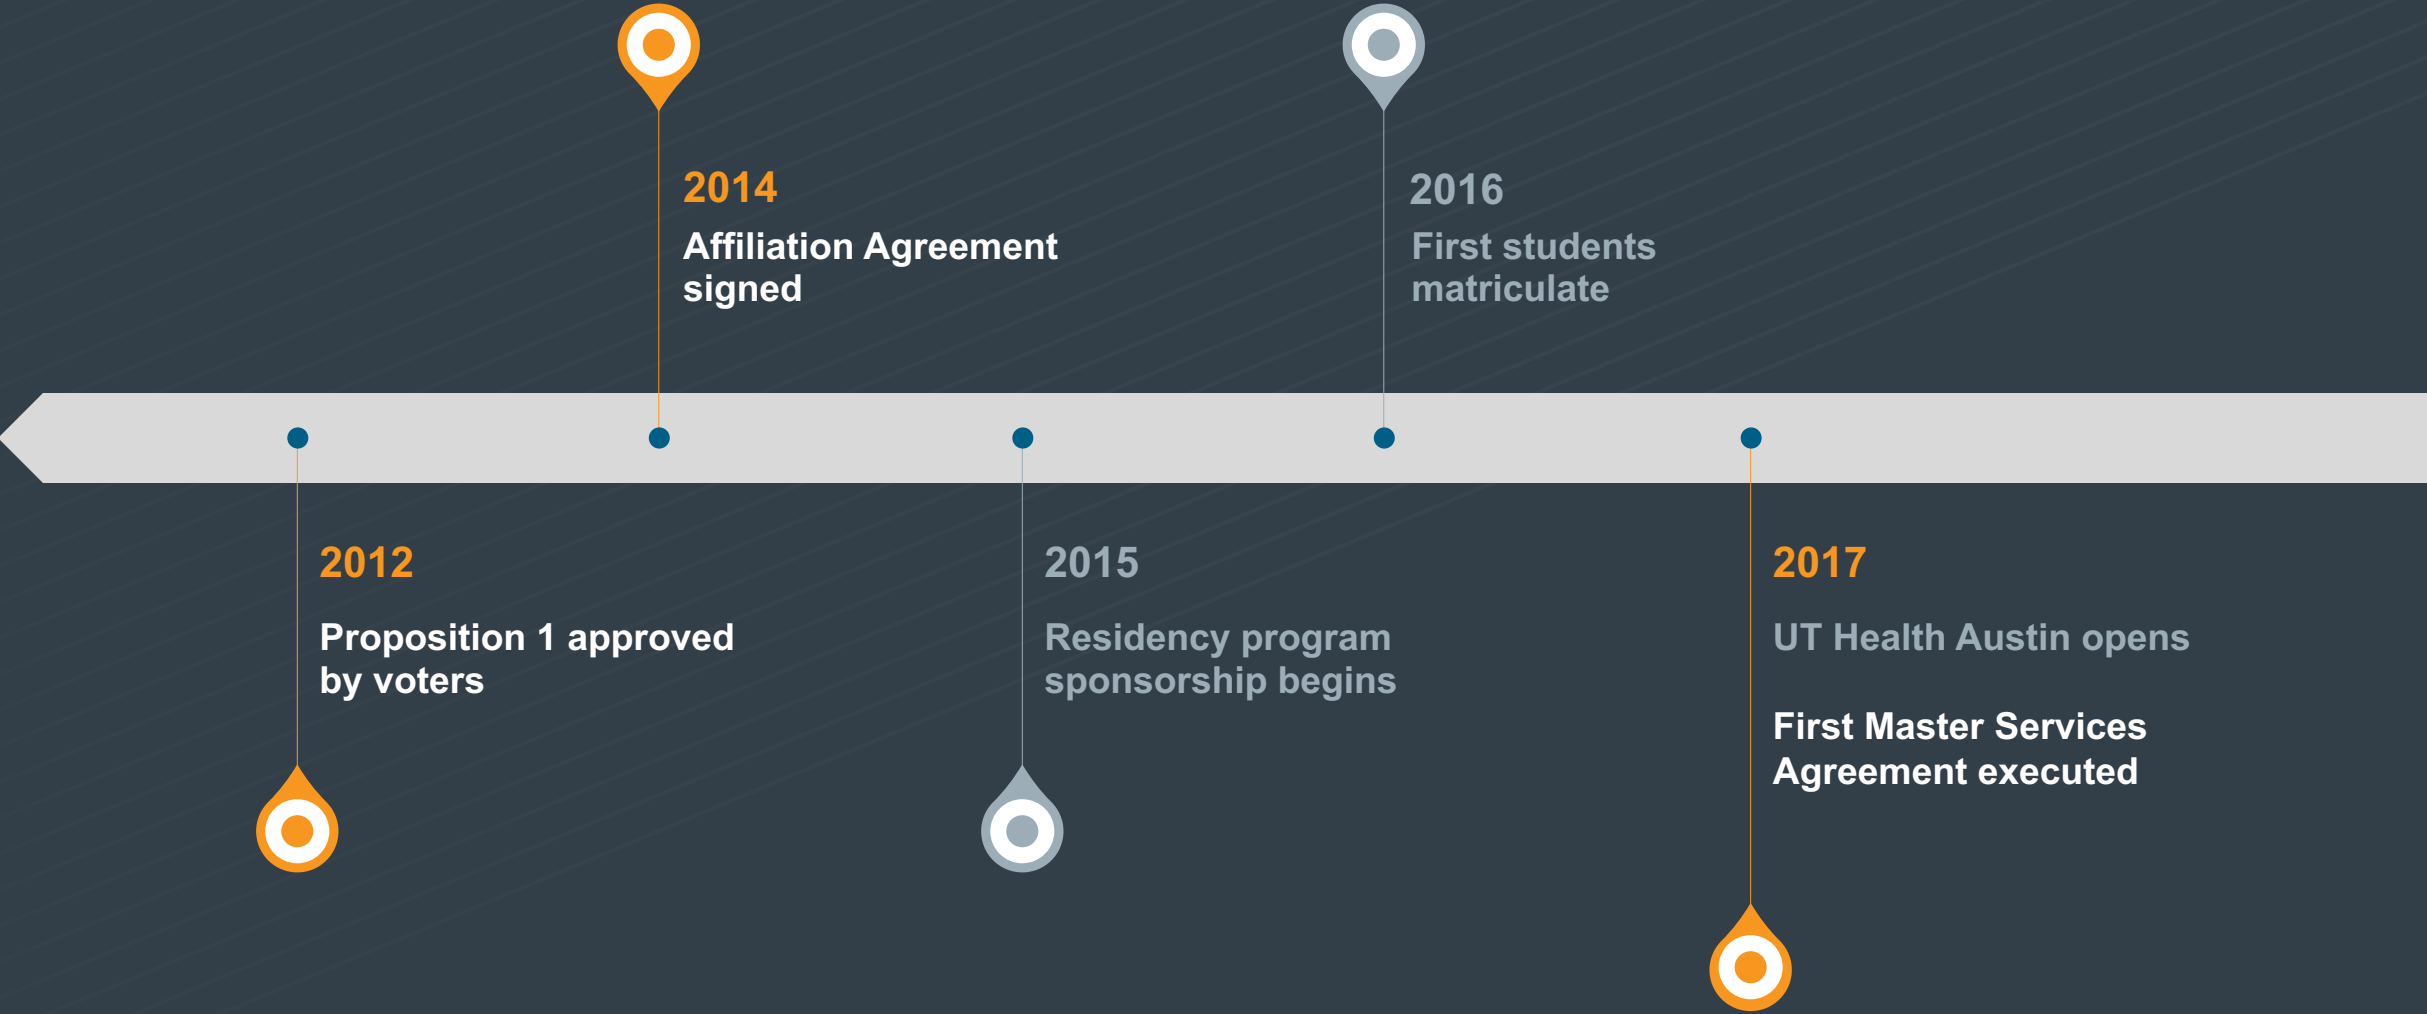 2014
Affiliation Agreement
signed
2016
First students
matriculate
2012
Proposition 1 approved
by voters
2015
Residency program
sponsorship begins
2017
UT Health Austin opens
First Master Services
Agreement executed